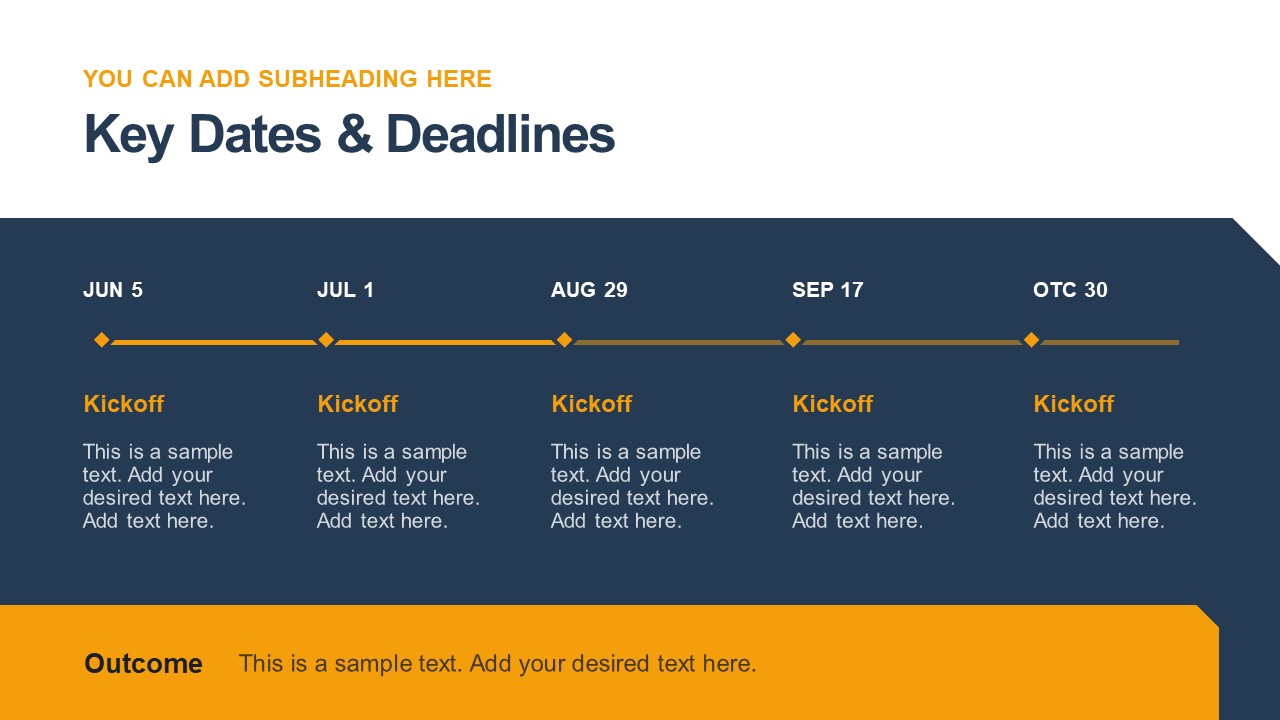 YOU CAN ADD SUBHEADING HERE
Key Dates & Deadlines
JUN 5
JUL 1
AUG 29
SEP 17
OTC 30
Kickoff
This is a sample
text. Add your
desired text here.
Add text here.
Kickoff
This is a sample
text. Add your
desired text here.
Add text here.
Kickoff
This is a sample
text. Add your
desired text here.
Add text here.
Kickoff
This is a sample
text. Add your
desired text here.
Add text here.
Kickoff
This is a sample
text. Add your
desired text here.
Add text here.
Outcome
This is a sample text. Add your desired text here.